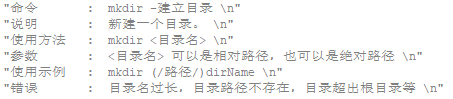 "命令     :  mkdir -建立目录 \n"
"说明     :  新建一个目录。 \n"
"使用方法   :  mkdir <目录名> \n"
"参数     :  <目录名> 可以是相对路径，也可以是绝对路径 \n"
"使用示例   :  mkdir (/路径/)dirName \n"
"错误     :  目录名过长，目录路径不存在，目录超出根目录等 \n"